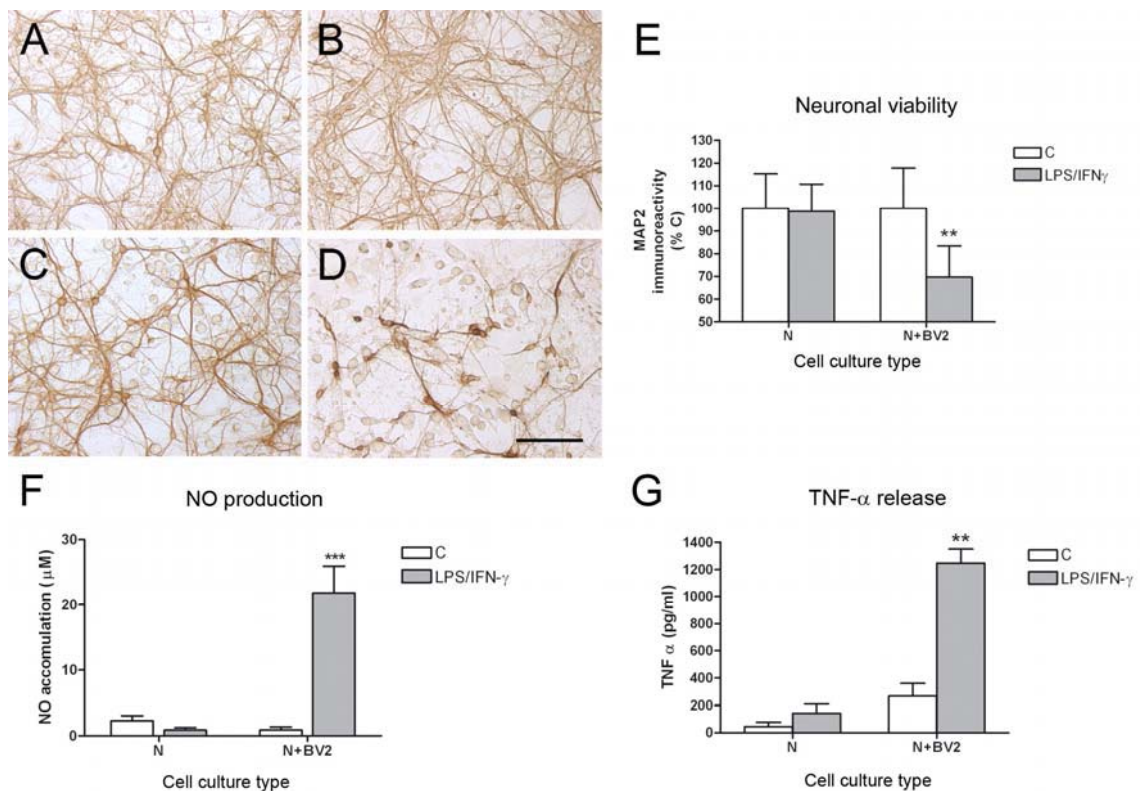 A
B
C
D
E
Neuronal viability
130
120
110
100
90
80
70
60
50
MAP2
immunoreactivity
(% C)
**
N
N+BV2
Cell culture type
C
LPS/IFNγ
F
NO production
30
20
10
0
NO accomulation (μM)
***
N
N+BV2
Cell culture type
C
LPS/IFN-γ
G
TNF-α release
1400
1200
1000
800
600
400
200
0
TNF α (pg/ml)
**
N
N+BV2
Cell culture type
C
LPS/IFN-γ